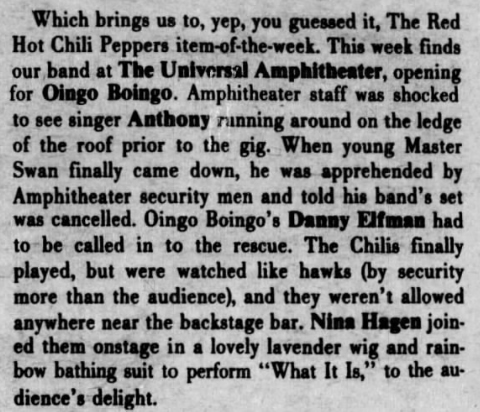 Which brings us to, yep, you guessed it, The Red
Hot Chili Peppers item-of-the-week. This week finds
our band at The Universal Amphitheater, opening
for Oingo Boingo. Amphitheater staff was shocked
to see singer Anthony running around on the ledge
of the roof prior to the gig. When young Master
Swan finally came down, he was apprehended by
Amphitheater security men and told his band's set
was cancelled. Oingo Boingo's Danny Elfman had
to be called in to the rescue. The Chilis finally
played, but were watched like hawks (by security
more than the audience), and they weren't allowed
anywhere near the backstage bar. Nina Hagen join-
ed them onstage in a lovely lavender wig and rain-
bow bathing suit to perform "What It Is," to the au-
dience's delight.